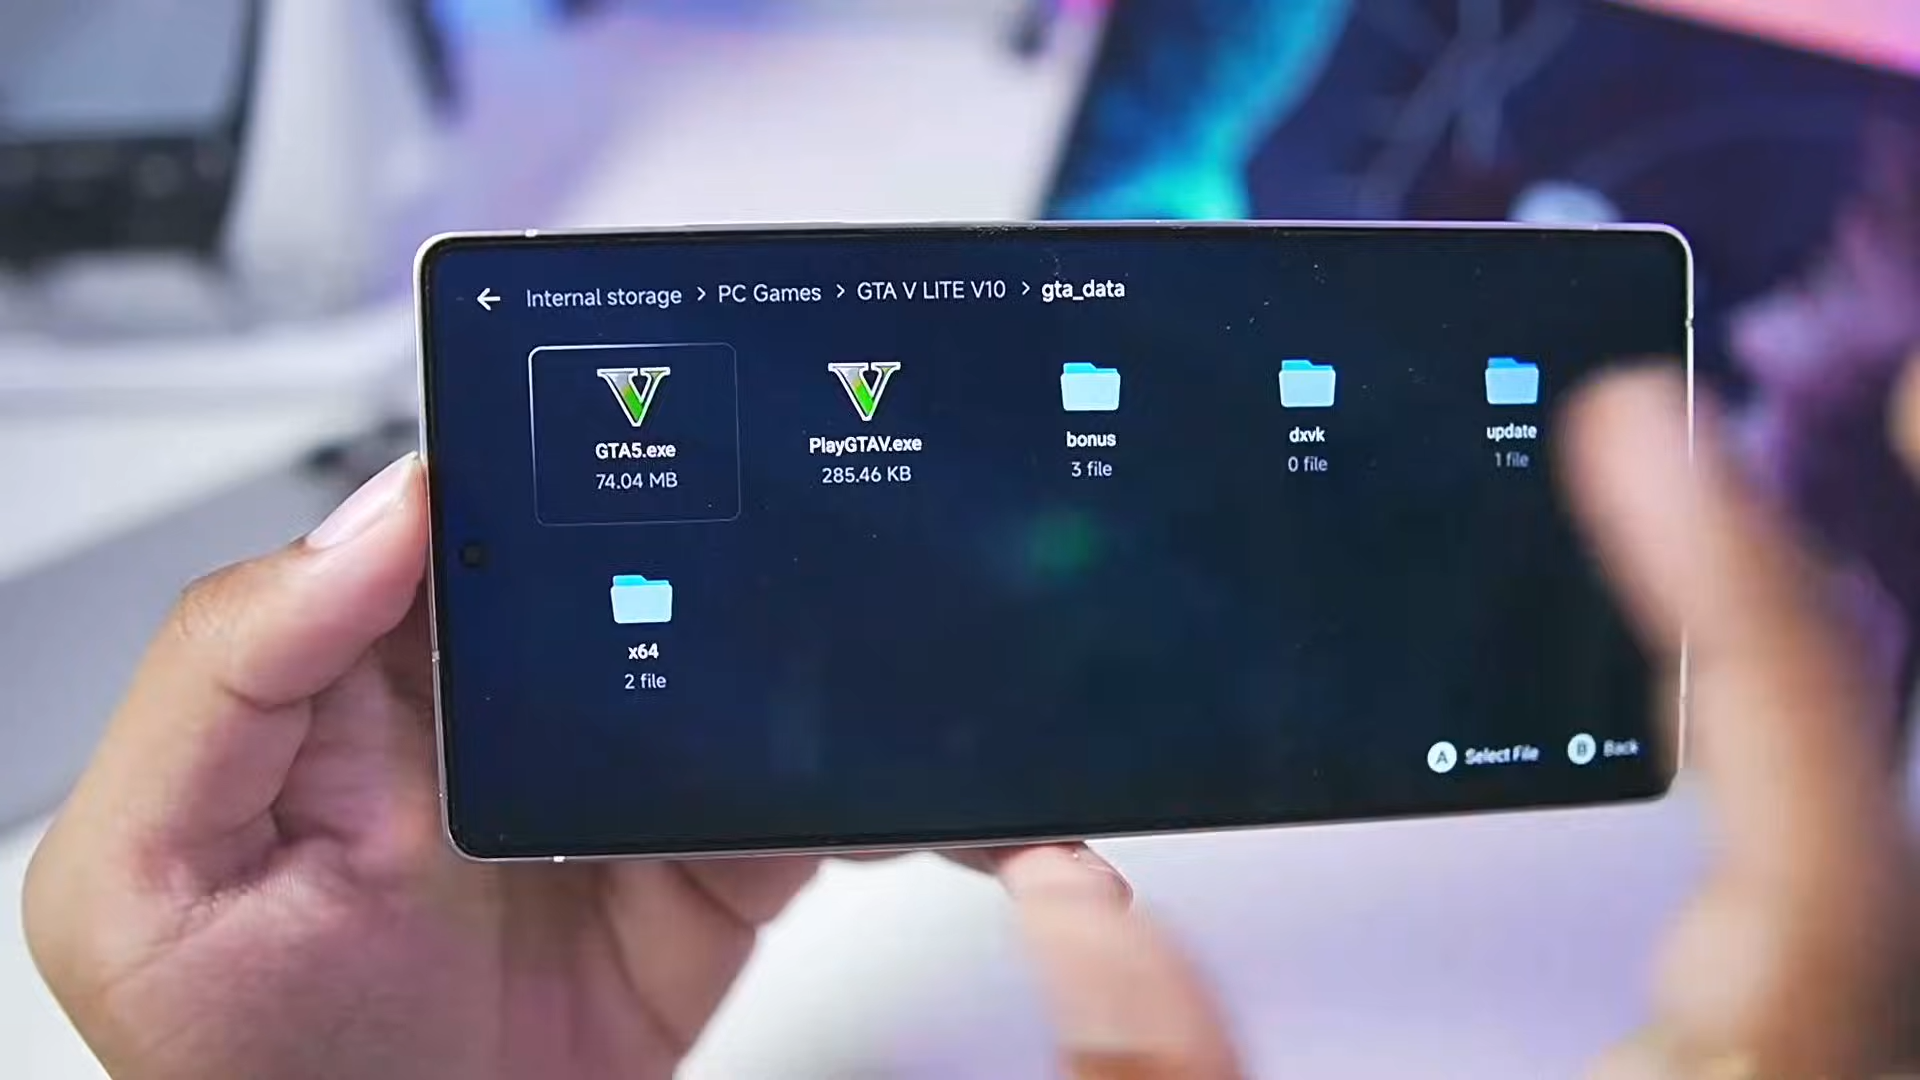 Internal storage > PC Games > GTA V LITE V10 > gta_data
GTA5.exe
74.04 MB
PlayGTAV.exe
285.46 KB
bonus
3 file
dxvk
0 file
update
1 file
x64
2 file
A Select File
B Back